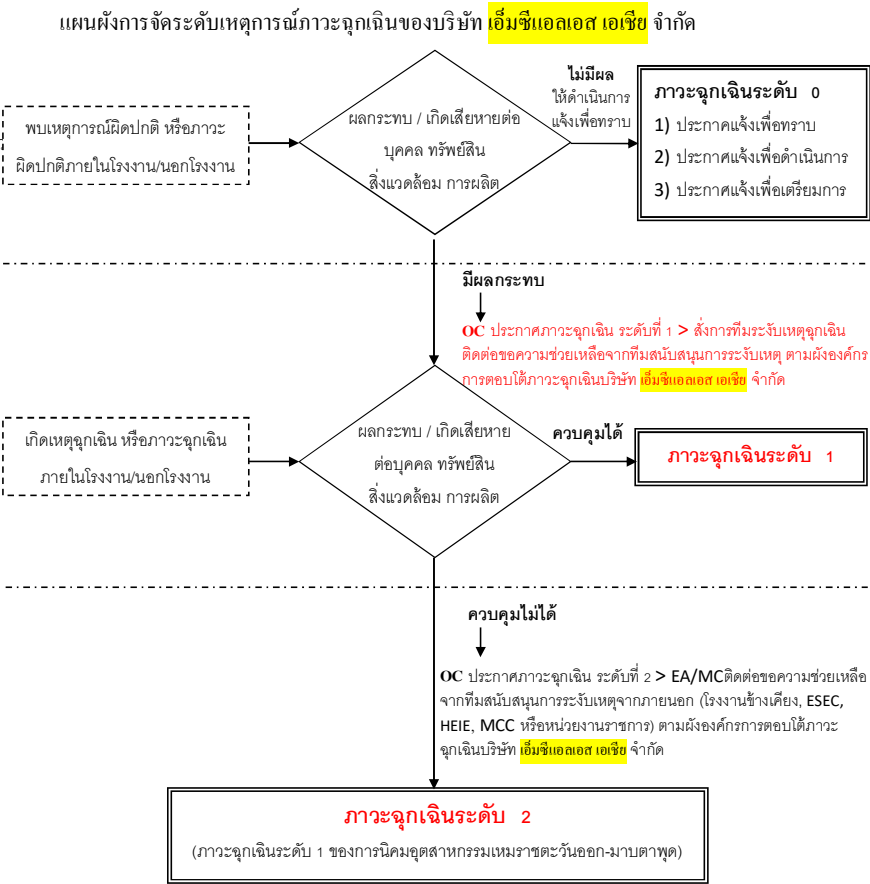 แผนผังการจัดระดับเหตุการณ์ภาวะฉุกเฉินของบริษัท เอ็มซีแอลเอส เอเชีย จำกัด
พบเหตุการณ์ผิดปกติ หรือภาวะ
ผิดปกติภายในโรงงาน/นอกโรงงาน
ผลกระทบ / เกิดเสียหายต่อ
บุคคล ทรัพย์สิน
สิ่งแวดล้อม การผลิต
ไม่มีผล
ให้ดำเนินการ
แจ้งเพื่อทราบ
ภาวะฉุกเฉินระดับ 0
1) ประกาศแจ้งเพื่อทราบ
2) ประกาศแจ้งเพื่อดำเนินการ
3) ประกาศแจ้งเพื่อเตรียมการ
มีผลกระทบ
OC ประกาศภาวะฉุกเฉิน ระดับที่ 1 > สั่งการทีมระงับเหตุฉุกเฉิน
ติดต่อขอความช่วยเหลือจากทีมสนับสนุนการระงับเหตุ ตามผังองค์กร
การตอบโต้ภาวะฉุกเฉินบริษัท เอ็มซีแอลเอส เอเชีย จำกัด
เกิดเหตุฉุกเฉิน หรือภาวะฉุกเฉิน
ภายในโรงงาน/นอกโรงงาน
ผลกระทบ / เกิดเสียหาย
ต่อบุคคล ทรัพย์สิน
สิ่งแวดล้อม การผลิต
ควบคุมได้
ภาวะฉุกเฉินระดับ 1
ควบคุมไม่ได้
OC ประกาศภาวะฉุกเฉิน ระดับที่ 2 > EA/MCติดต่อขอความช่วยเหลือ
จากทีมสนับสนุนการระงับเหตุจากภายนอก (โรงงานข้างเคียง, ESEC,
HEIE, MCC หรือหน่วยงานราชการ) ตามผังองค์กรการตอบโต้ภาวะ
ฉุกเฉินบริษัท เอ็มซีแอลเอส เอเชีย จำกัด
ภาวะฉุกเฉินระดับ 2
(ภาวะฉุกเฉินระดับ 1 ของการนิคมอุตสาหกรรมเหมราชตะวันออก-มาบตาพุด)